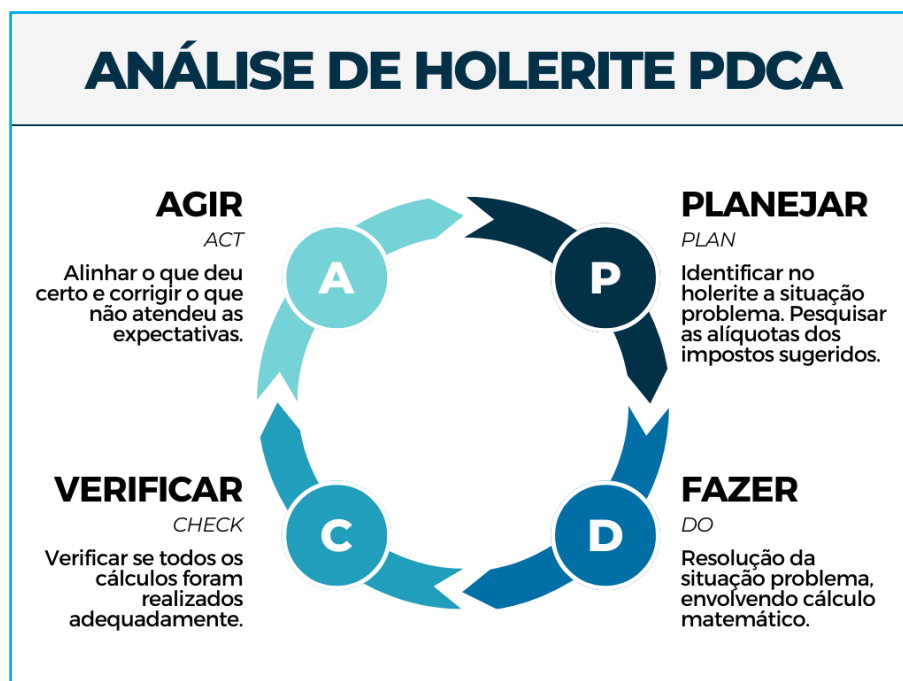 ANÁLISE DE HOLERITE PDCA
AGIR
ACT
Alinhar o que deu
certo e corrigir o que
não atendeu as
expectativas.
A
P
PLANEJAR
PLAN
Identificar no
holerite a situação
problema. Pesquisar
as alíquotas dos
impostos sugeridos.
VERIFICAR
CHECK
Verificar se todos os
cálculos foram
realizados
adequadamente.
C
D
FAZER
DO
Resolução da
situação problema,
envolvendo cálculo
matemático.